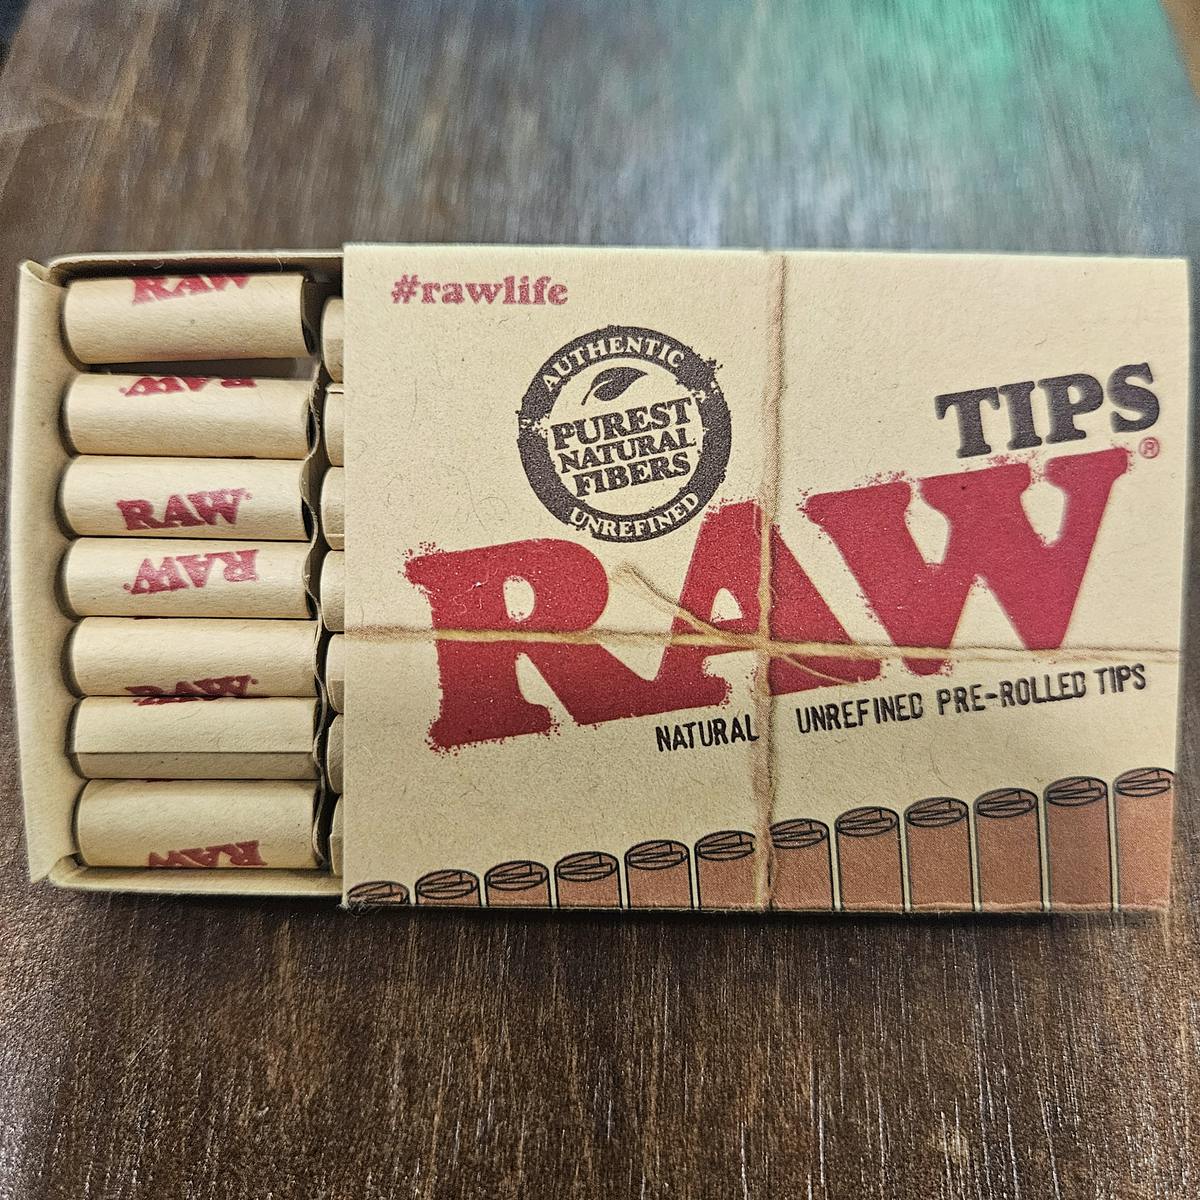 #rawlife
AUTHENTIC
PUREST
NATURAL
FIBERS
UNREFINED
TIPS
RAW®
NATURAL UNREFINED PRE-ROLLED TIPS
RAW
RAW
RAW
RAW
RAW
RAW